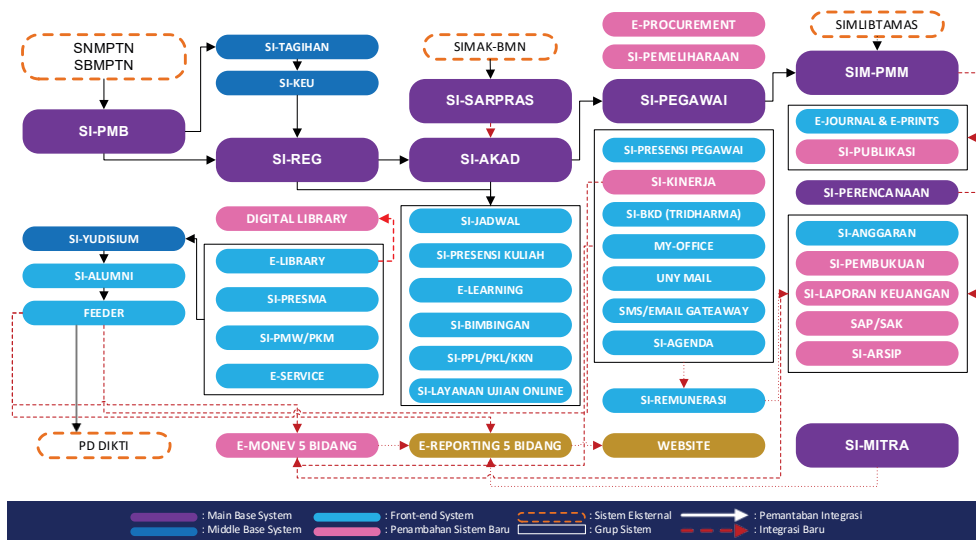 SNMPTN
SBMPTN
SI-TAGIHAN
SI-KEU
SIMAK-BMN
E-PROCUREMENT
SI-PEMELIHARAAN
SIMLIBTAMAS
SI-PMB
SI-REG
SI-SARPRAS
SI-AKAD
SI-PEGAWAI
SIM-PMM
E-JOURNAL & E-PRINTS
SI-PUBLIKASI
SI-PERENCANAAN
SI-ANGGARAN
SI-PEMBUKUAN
SI-LAPORAN KEUANGAN
SAP/SAK
SI-ARSIP
SI-PRESENSI PEGAWAI
SI-KINERJA
SI-BKD (TRIDHARMA)
MY-OFFICE
UNY MAIL
SMS/EMAIL GATEAWAY
SI-AGENDA
SI-REMUNERASI
DIGITAL LIBRARY
E-LIBRARY
SI-PRESMA
SI-PMW/PKM
E-SERVICE
SI-JADWAL
SI-PRESENSI KULIAH
E-LEARNING
SI-BIMBINGAN
SI-PPL/PKL/KKN
SI-LAYANAN UJIAN ONLINE
SI-YUDISIUM
SI-ALUMNI
FEEDER
PD DIKTI
E-MONEV 5 BIDANG
E-REPORTING 5 BIDANG
WEBSITE
SI-MITRA
: Main Base System
: Front-end System
: Sistem Eksternal
: Pemantaban Integrasi
: Middle Base System
: Penambahan Sistem Baru
: Grup Sistem
: Integrasi Baru